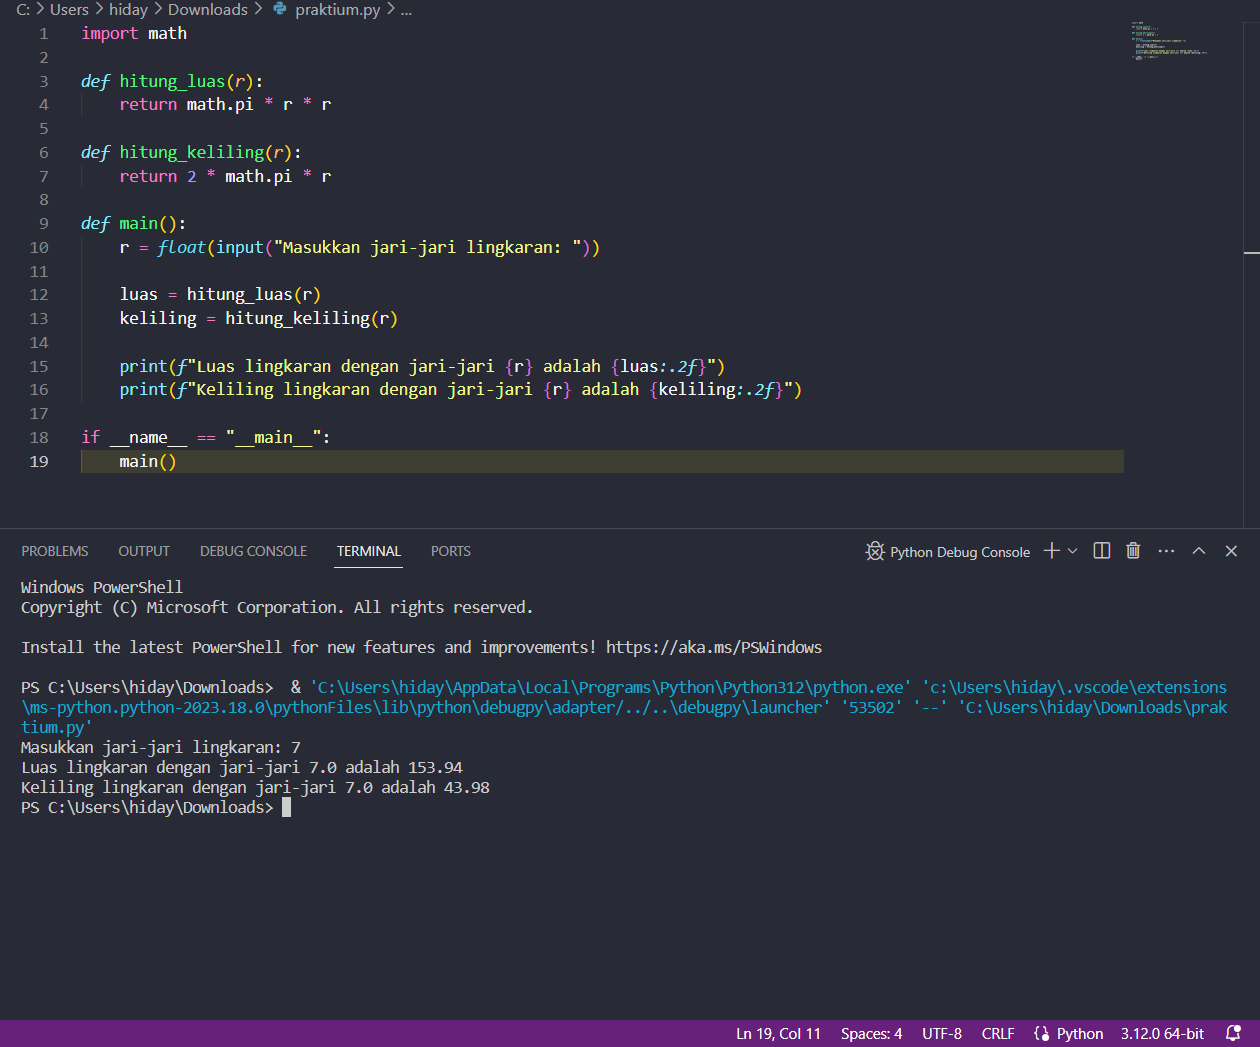 C: > Users > hiday > Downloads > praktium.py > ...
1 import math
2
3 def hitung_luas(r):
4     return math.pi * r * r
5
6 def hitung_keliling(r):
7     return 2 * math.pi * r
8
9 def main():
10     r = float(input("Masukkan jari-jari lingkaran: "))
11
12     luas = hitung_luas(r)
13     keliling = hitung_keliling(r)
14
15     print(f"Luas lingkaran dengan jari-jari {r} adalah {luas:.2f}")
16     print(f"Keliling lingkaran dengan jari-jari {r} adalah {keliling:.2f}")
17
18 if __name__ == "__main__":
19     main()
PROBLEMS OUTPUT DEBUG CONSOLE TERMINAL PORTS Python Debug Console
Windows PowerShell
Copyright (C) Microsoft Corporation. All rights reserved.
Install the latest PowerShell for new features and improvements! https://aka.ms/PSWindows
PS C:\Users\hiday\Downloads>  & 'C:\Users\hiday\AppData\Local\Programs\Python\Python312\python.exe' 'c:\Users\hiday\.vscode\extensions
\ms-python.python-2023.18.0\pythonFiles\lib\python\debugpy\adapter/../..\debugpy\launcher' '53502' '--' 'C:\Users\hiday\Downloads\prak
tium.py'
Masukkan jari-jari lingkaran: 7
Luas lingkaran dengan jari-jari 7.0 adalah 153.94
Keliling lingkaran dengan jari-jari 7.0 adalah 43.98
PS C:\Users\hiday\Downloads>
Ln 19, Col 11 Spaces: 4 UTF-8 CRLF Python 3.12.0 64-bit